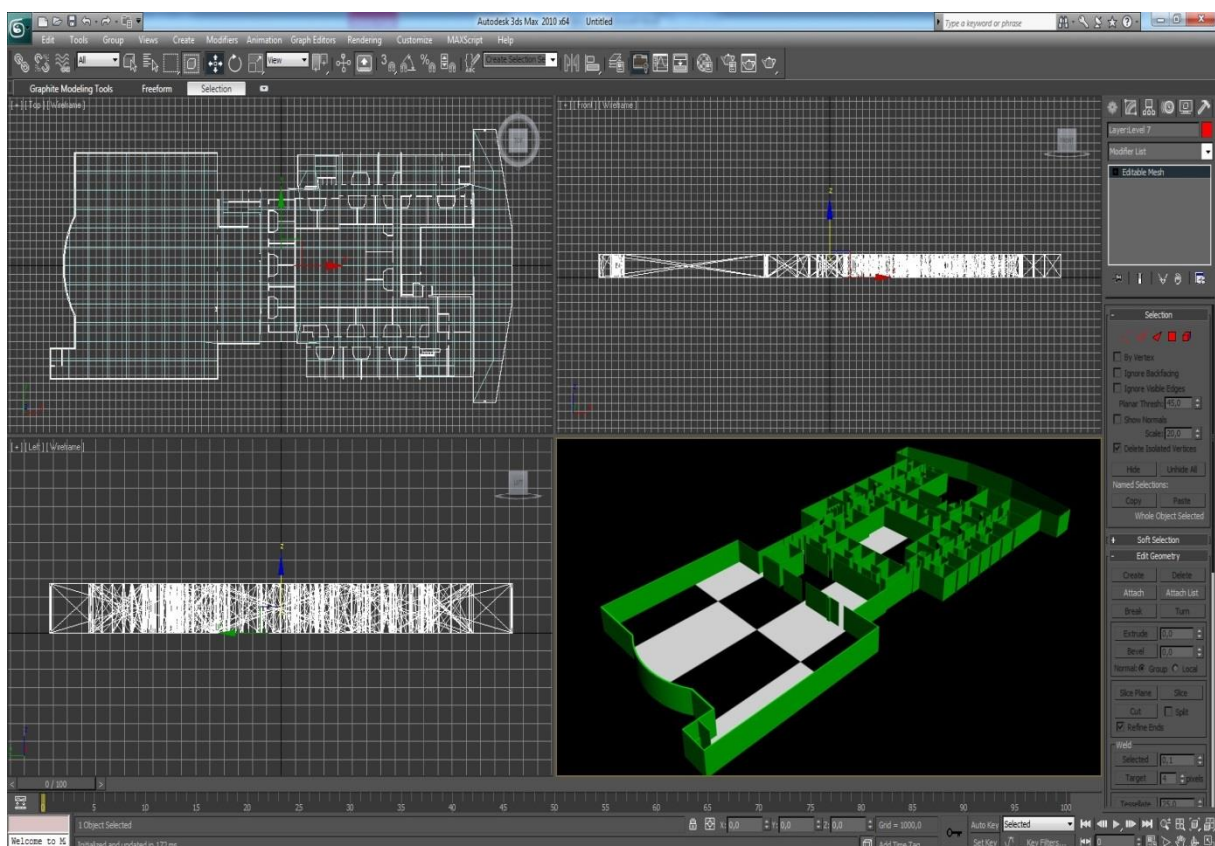 Autodesk 3ds Max 2010 x64 Untitled
Type a keyword or phrase
Edit Tools Group Views Create Modifiers Animation Graph Editors Rendering Customize MAXScript Help
All View Create Selection Se
Graphite Modeling Tools Freeform Selection
[ + ] [ Top ] [ Wireframe ]
[ + ] [ Front ] [ Wireframe ]
Layer:Level 7
Modifier List
Editable Mesh
Selection
By Vertex
Ignore Backfacing
Ignore Visible Edges
Planar Thresh: 45,0
Show Normals
Scale: 20,0
Delete Isolated Vertices
[ + ] [ Left ] [ Wireframe ]
Hide Unhide All
Named Selections:
Copy Paste
Whole Object Selected
+ Soft Selection
- Edit Geometry
Create Delete
Attach Attach List
Break Turn
Extrude 0,0
Bevel 0,0
Normal: Group Local
Slice Plane Slice
Cut Split
Refine Ends
Weld
Selected 0,1
Target 4 pixels
Tessellate 25,0
< 0 / 100 >
0 5 10 15 20 25 30 35 40 45 50 55 60 65 70 75 80 85 90 95 100
1 Object Selected X: 0,0 Y: 0,0 Z: 0,0 Grid = 1000,0 Auto Key Selected
Welcome to M Add Time Tag Set Key Key Filters... 0